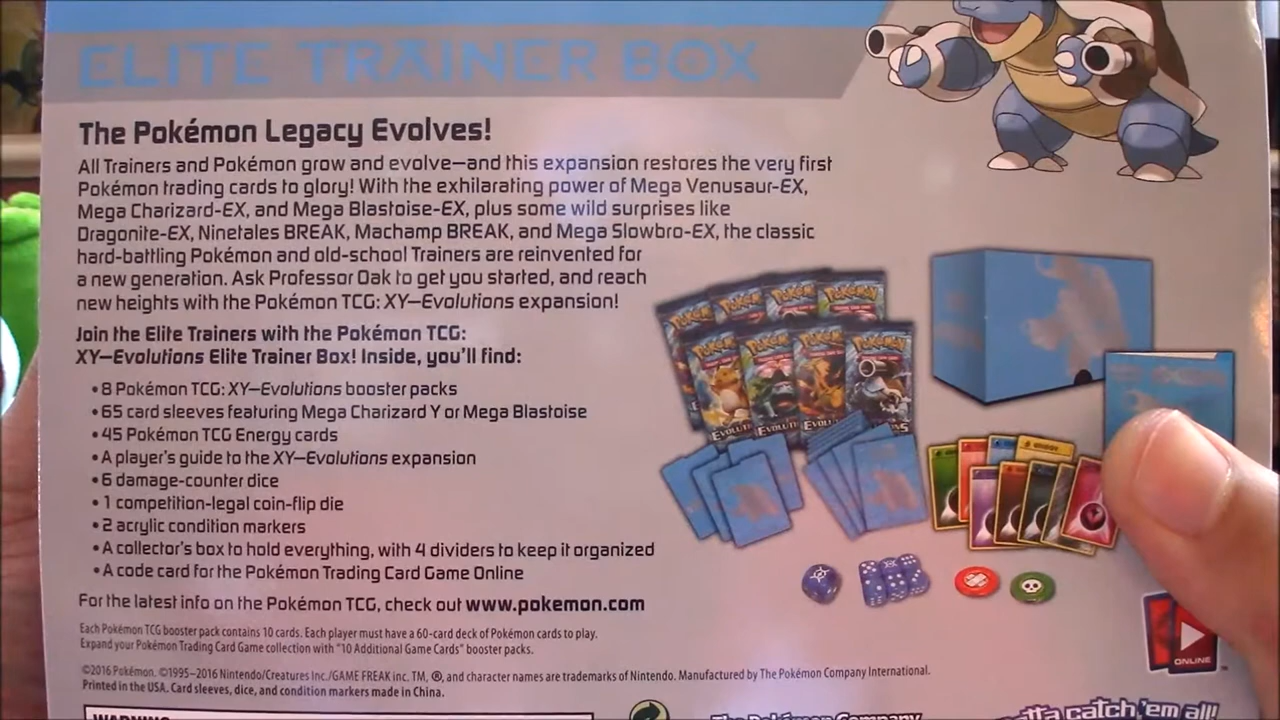 ELITE TRAINER BOX
The Pokémon Legacy Evolves!
All Trainers and Pokémon grow and evolve—and this expansion restores the very first
Pokémon trading cards to glory! With the exhilarating power of Mega Venusaur-EX,
Mega Charizard-EX, and Mega Blastoise-EX, plus some wild surprises like
Dragonite-EX, Ninetales BREAK, Machamp BREAK, and Mega Slowbro-EX, the classic
hard-battling Pokémon and old-school Trainers are reinvented for
a new generation. Ask Professor Oak to get you started, and reach
new heights with the Pokémon TCG: XY—Evolutions expansion!
Join the Elite Trainers with the Pokémon TCG:
XY—Evolutions Elite Trainer Box! Inside, you'll find:
• 8 Pokémon TCG: XY—Evolutions booster packs
• 65 card sleeves featuring Mega Charizard Y or Mega Blastoise
• 45 Pokémon TCG Energy cards
• A player's guide to the XY—Evolutions expansion
• 6 damage-counter dice
• 1 competition-legal coin-flip die
• 2 acrylic condition markers
• A collector's box to hold everything, with 4 dividers to keep it organized
• A code card for the Pokémon Trading Card Game Online
For the latest info on the Pokémon TCG, check out www.pokemon.com
Each Pokémon TCG booster pack contains 10 cards. Each player must have a 60-card deck of Pokémon cards to play.
Expand your Pokémon Trading Card Game collection with "10 Additional Game Cards" booster packs.
©2016 Pokémon. ©1995–2016 Nintendo/Creatures Inc./GAME FREAK inc. TM, ®, and character names are trademarks of Nintendo. Manufactured by The Pokémon Company International.
Printed in the USA. Card sleeves, dice, and condition markers made in China.
ONLINE
WARNING
The Pokémon Company
catch 'em all!